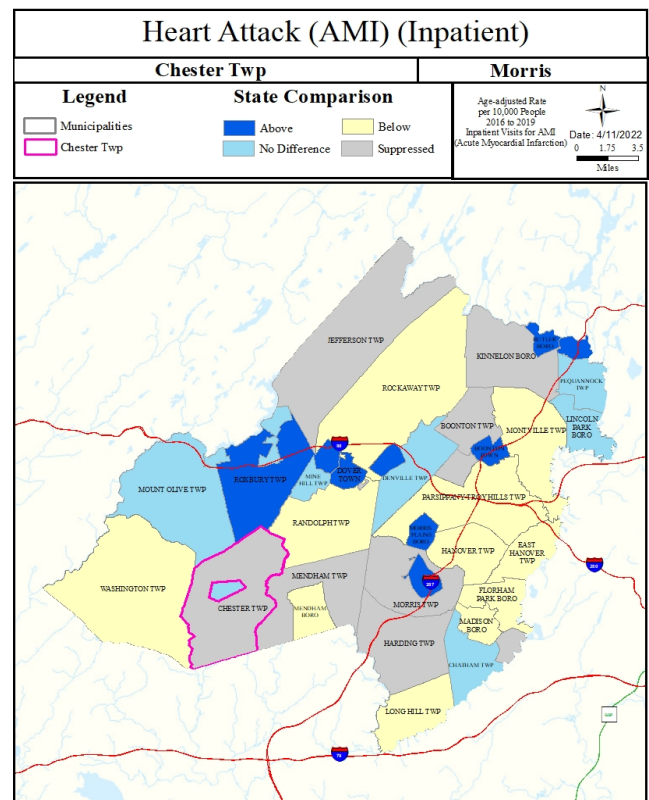 Heart Attack (AMI) (Inpatient)
Chester Twp
Morris
Legend
Municipalities
Chester Twp
State Comparison
Above
Below
No Difference
Suppressed
Age-adjusted Rate
per 10,000 People
2016 to 2019
Inpatient Visits for AMI
(Acute Myocardial Infarction)
N
Date: 4/11/2022
0 1.75 3.5
Miles
JEFFERSON TWP
KINNELON BORO
BUTLER
BORO
ROCKAWAY TWP
PEQUANNOCK
TWP
LINCOLN
PARK
BORO
BOONTON TWP
MONTVILLE TWP
BOONTON
TOWN
80
ROXBURY TWP
MINE
HILL TWP
DOVER
TOWN
DENVILLE TWP
MOUNT OLIVE TWP
PARSIPPANY-TROY HILLS TWP
RANDOLPH TWP
MORRIS
PLAINS
BORO
HANOVER TWP
EAST
HANOVER
TWP
280
WASHINGTON TWP
MENDHAM TWP
287
FLORHAM
PARK BORO
CHESTER TWP
MENDHAM
BORO
MORRIS TWP
MADISON
BORO
HARDING TWP
CHATHAM TWP
LONG HILL TWP
GSP
78